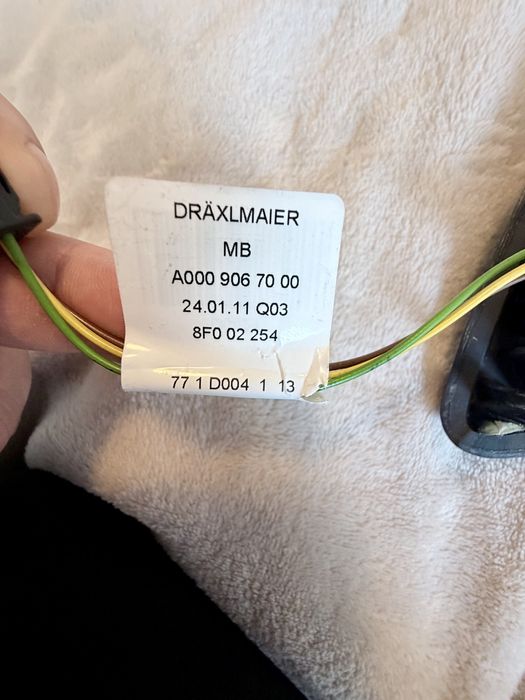 DRÄXLMAIER
MB
A000 906 70 00
24.01.11 Q03
8F0 02 254
77 1 D004 1 13